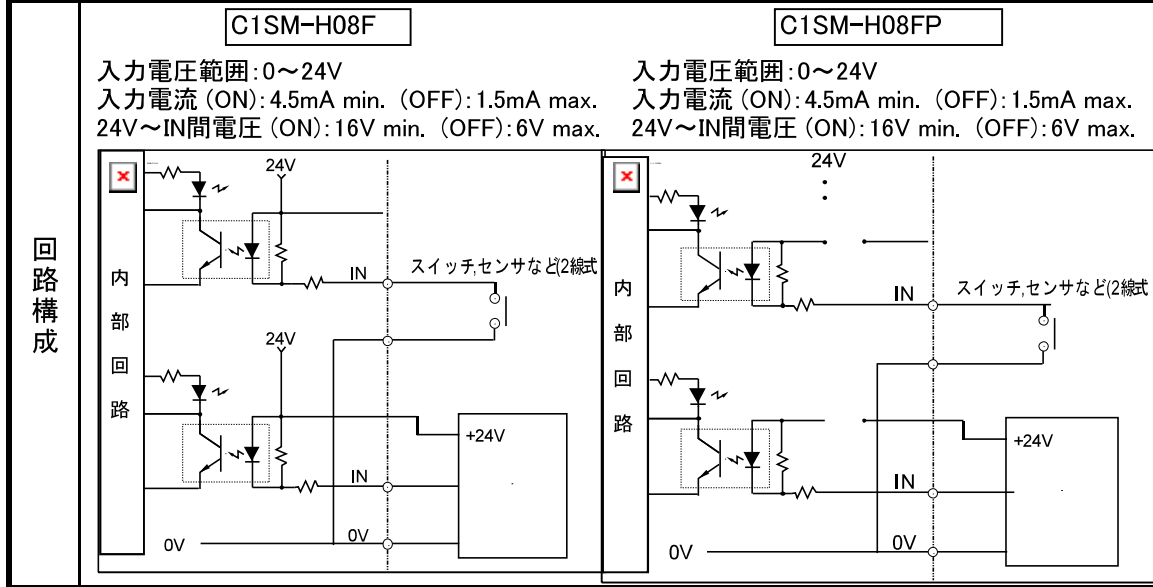 回路構成
C1SM-H08F
入力電圧範囲:0～24V
入力電流 (ON):4.5mA min. (OFF):1.5mA max.
24V～IN間電圧 (ON):16V min. (OFF):6V max.
内部回路
24V
IN
スイッチ,センサなど(2線式
24V
+24V
IN
0V
0V
C1SM-H08FP
入力電圧範囲:0～24V
入力電流 (ON):4.5mA min. (OFF):1.5mA max.
24V～IN間電圧 (ON):16V min. (OFF):6V max.
内部回路
24V
IN
スイッチ,センサなど(2線式
+24V
IN
0V
0V